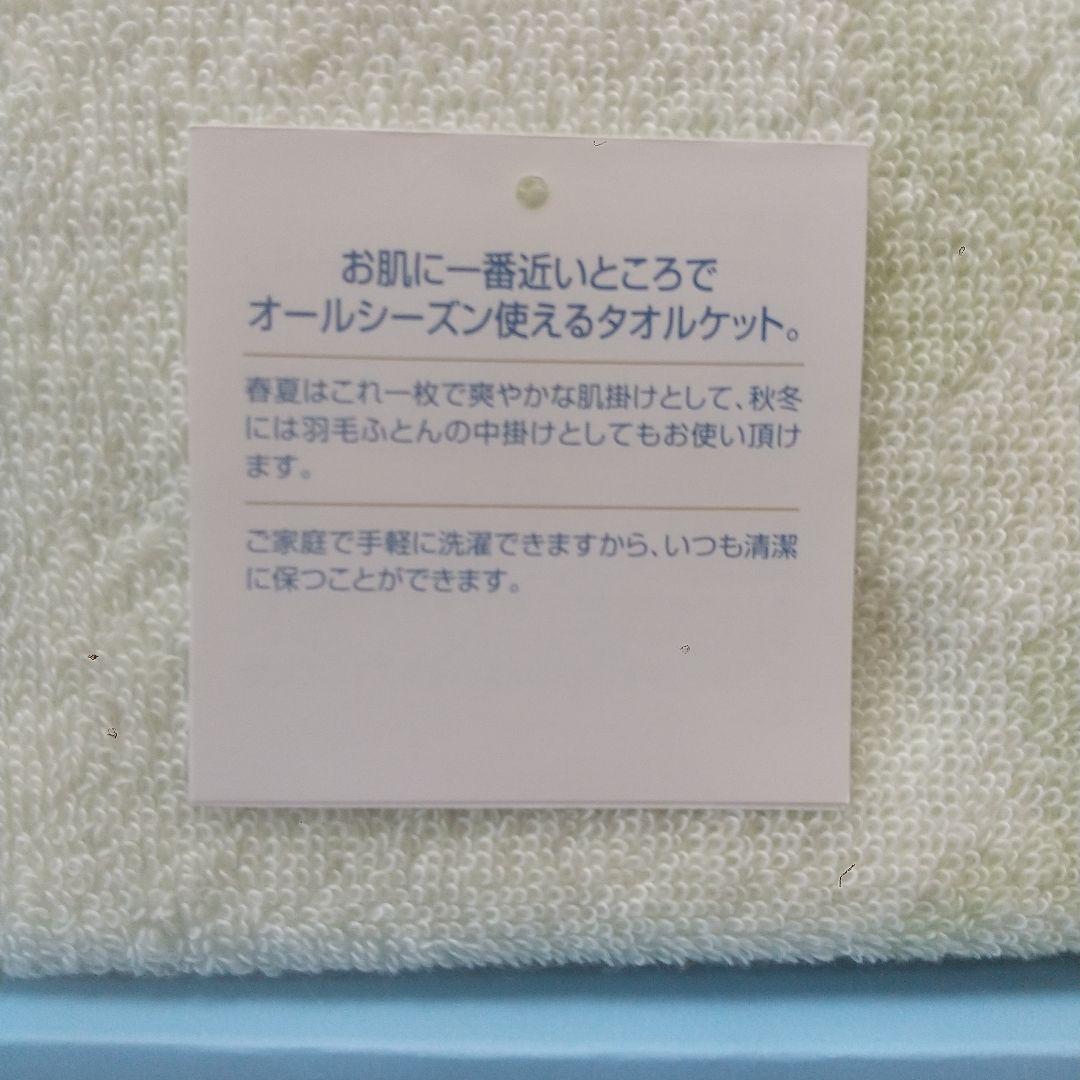 お肌に一番近いところで
オールシーズン使えるタオルケット。
春夏はこれ一枚で爽やかな肌掛けとして、秋冬
には羽毛ふとんの中掛けとしてもお使い頂け
ます。
ご家庭で手軽に洗濯できますから、いつも清潔
に保つことができます。